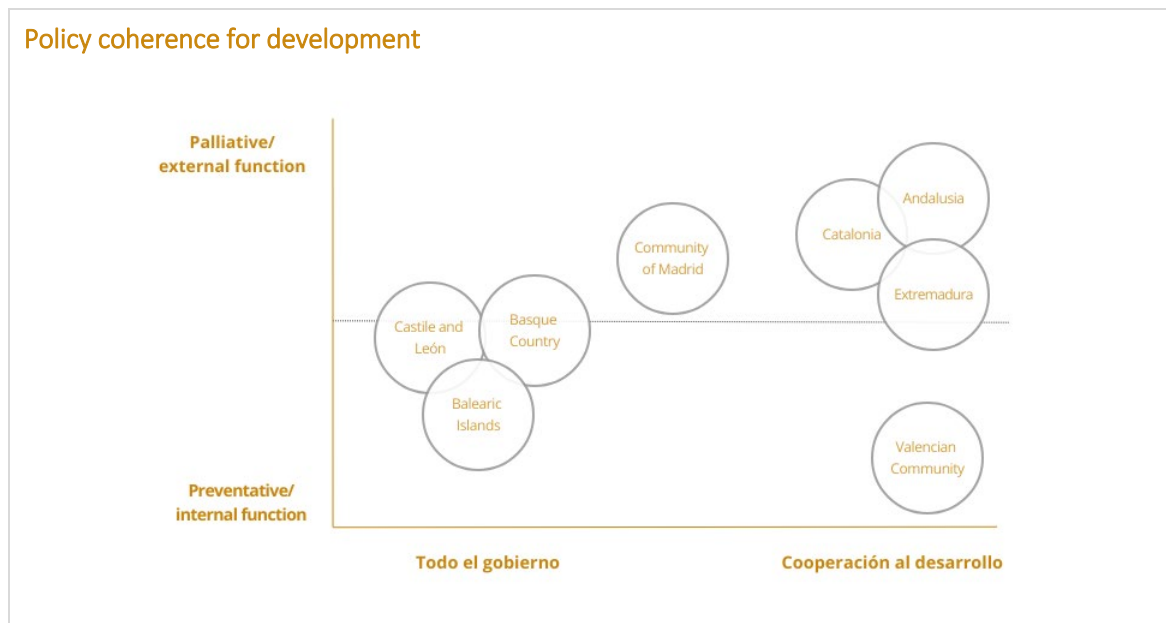 Policy coherence for development
Palliative/
external function
Andalusia
Catalonia
Community
of Madrid
Extremadura
Castile and
León
Basque
Country
Balearic
Islands
Valencian
Community
Preventative/
internal function
Todo el gobierno
Cooperación al desarrollo